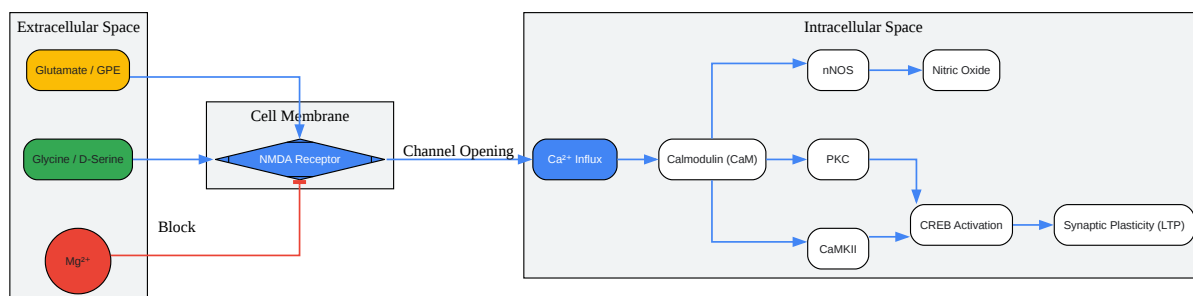 Extracellular Space
Intracellular Space
Glutamate / GPE
nNOS
Nitric Oxide
Cell Membrane
Channel Opening
Glycine / D-Serine
NMDA Receptor
Ca²⁺ Influx
Calmodulin (CaM)
PKC
Block
CREB Activation
Synaptic Plasticity (LTP)
CaMKII
Mg²⁺